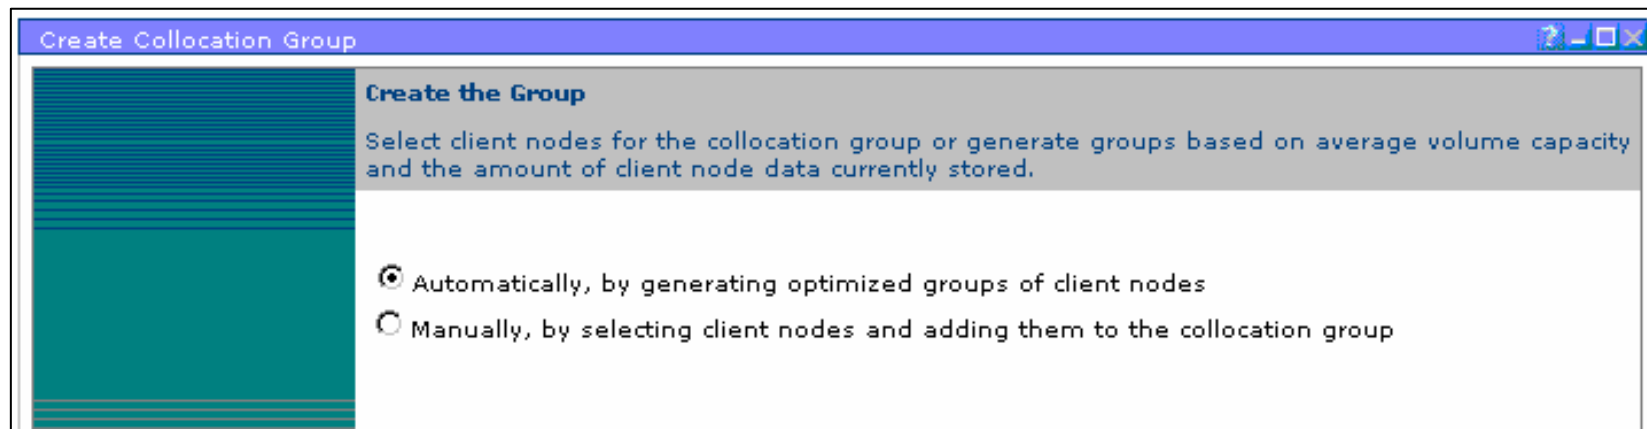 Create Collocation Group
Create the Group
Select client nodes for the collocation group or generate groups based on average volume capacity
and the amount of client node data currently stored.
Automatically, by generating optimized groups of client nodes
Manually, by selecting client nodes and adding them to the collocation group